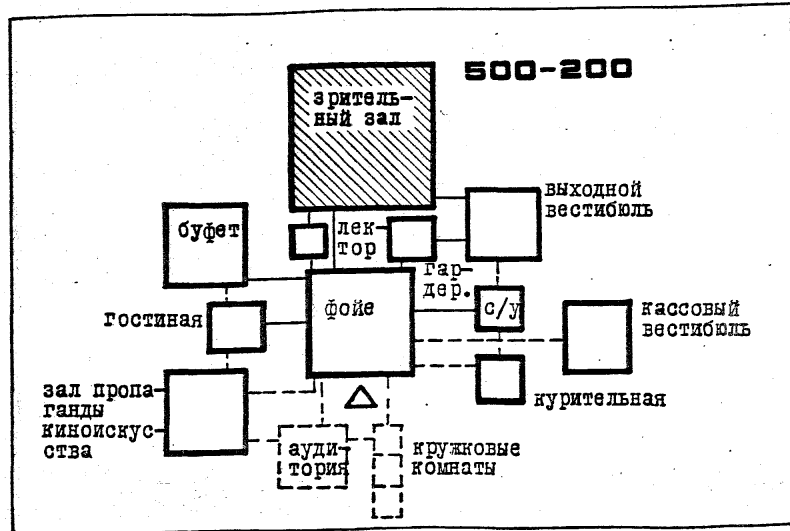 500-200
зритель-
ный зал
выходной
вестибюль
лек-
тор
буфет
гар-
дер.
гостиная
фойе
с/у
кассовый
вестибюль
зал пропа-
ганды
киноискус-
ства
курительная
ауди-
тория
кружковые
комнаты